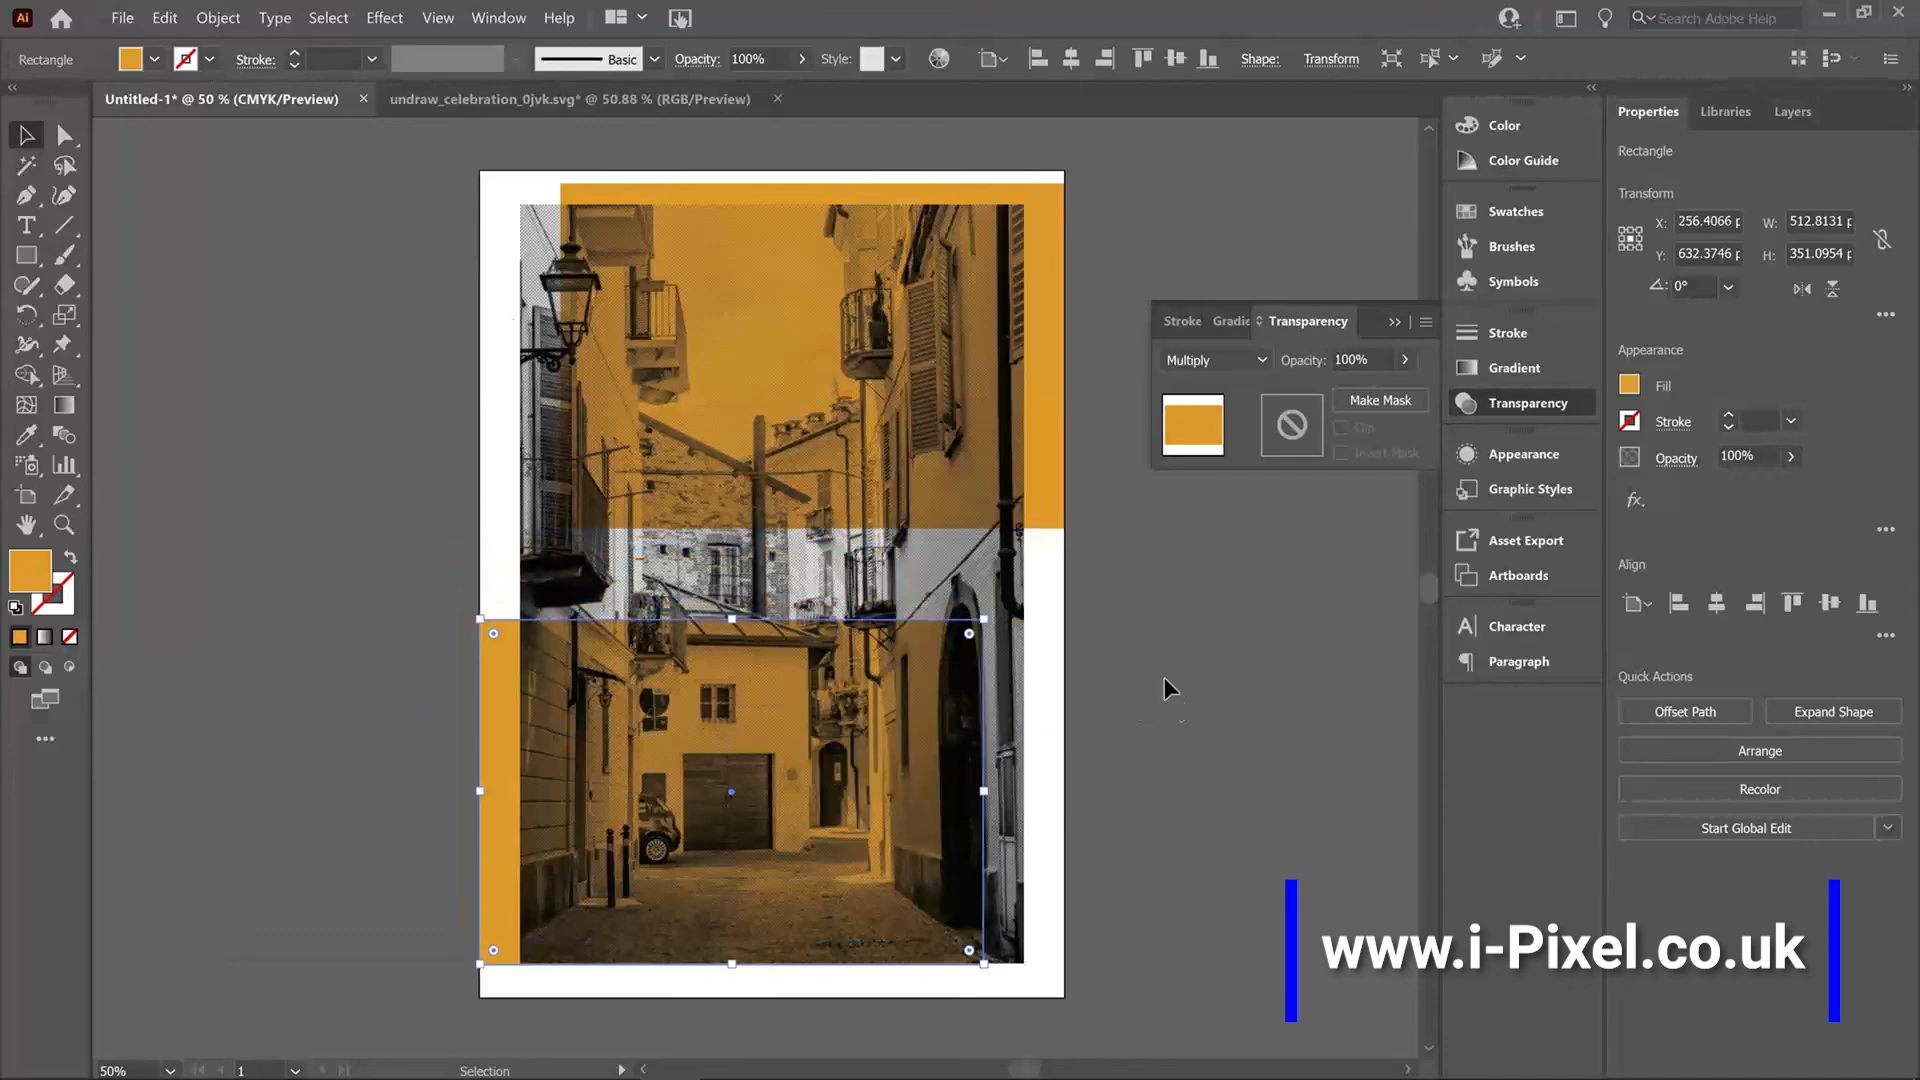 Ai File Edit Object Type Select Effect View Window Help Search Adobe Help
Rectangle Stroke: Basic Opacity: 100% Style: Shape: Transform
Untitled-1* @ 50 % (CMYK/Preview) × undraw_celebration_0jvk.svg* @ 50.88 % (RGB/Preview) ×
Properties Libraries Layers
Color
Color Guide
Swatches
Brushes
Symbols
Stroke
Gradient
Transparency
Appearance
Graphic Styles
Asset Export
Artboards
Character
Paragraph
Stroke Gradie Transparency
Multiply Opacity: 100%
Make Mask
Clip
Invert Mask
Rectangle
Transform
X: 256.4066 p W: 512.8131 p
Y: 632.3746 p H: 351.0954 p
0°
Appearance
Fill
Stroke
Opacity 100%
fx.
Align
Quick Actions
Offset Path Expand Shape
Arrange
Recolor
Start Global Edit
www.i-Pixel.co.uk
50% 1 Selection